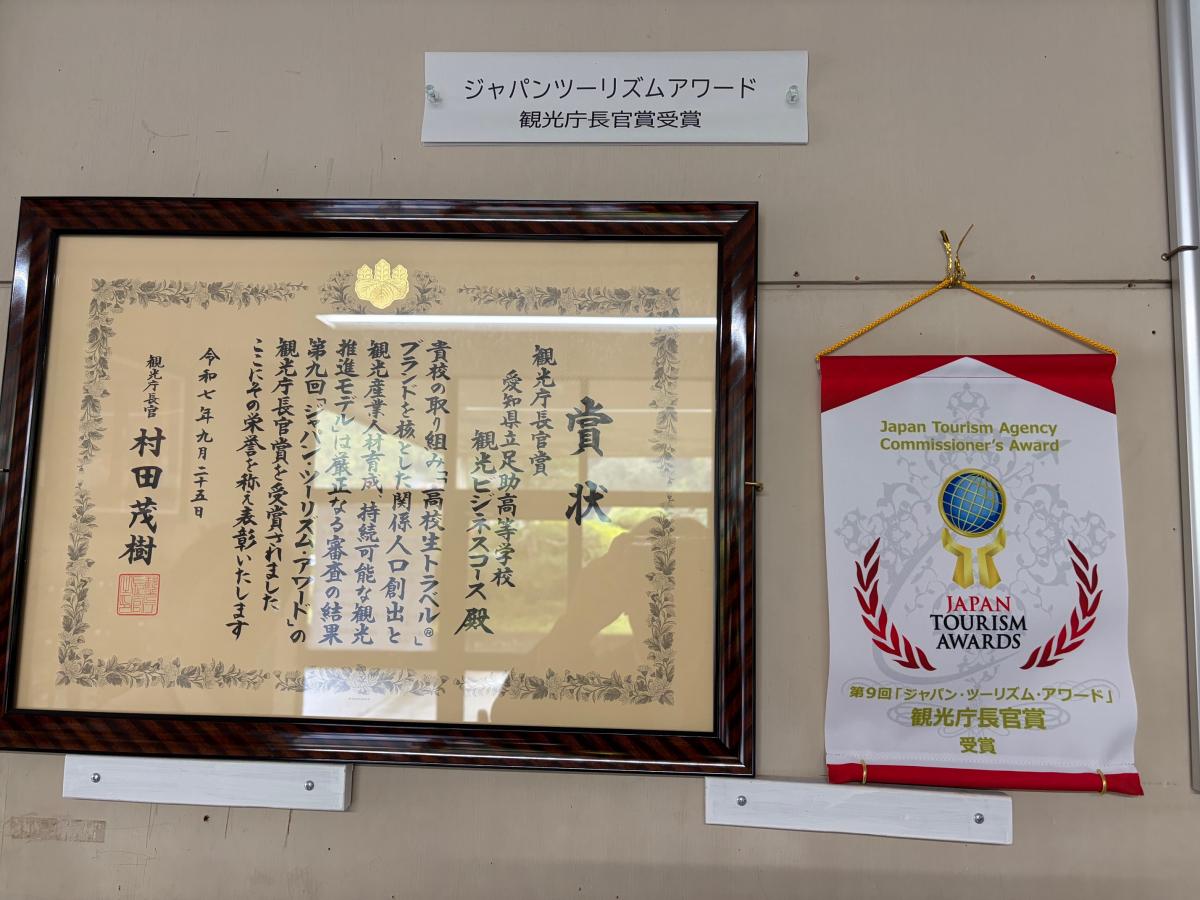 ジャパンツーリズムアワード
観光庁長官賞受賞
賞状
観光庁長官賞
愛知県立足助高等学校
観光ビジネスコース 殿
貴校の取り組み「「高校生トラベル®」
ブランドを核とした関係人口創出と
観光産業人材育成、持続可能な観光
推進モデル」は厳正なる審査の結果
第九回「ジャパン・ツーリズム・アワード」の
観光庁長官賞を受賞されました
ここにその栄誉を称え表彰いたします
令和七年九月二十五日
観光庁長官 村田茂樹
Japan Tourism Agency
Commissioner's Award
JAPAN
TOURISM
AWARDS
第9回「ジャパン・ツーリズム・アワード」
観光庁長官賞
受賞